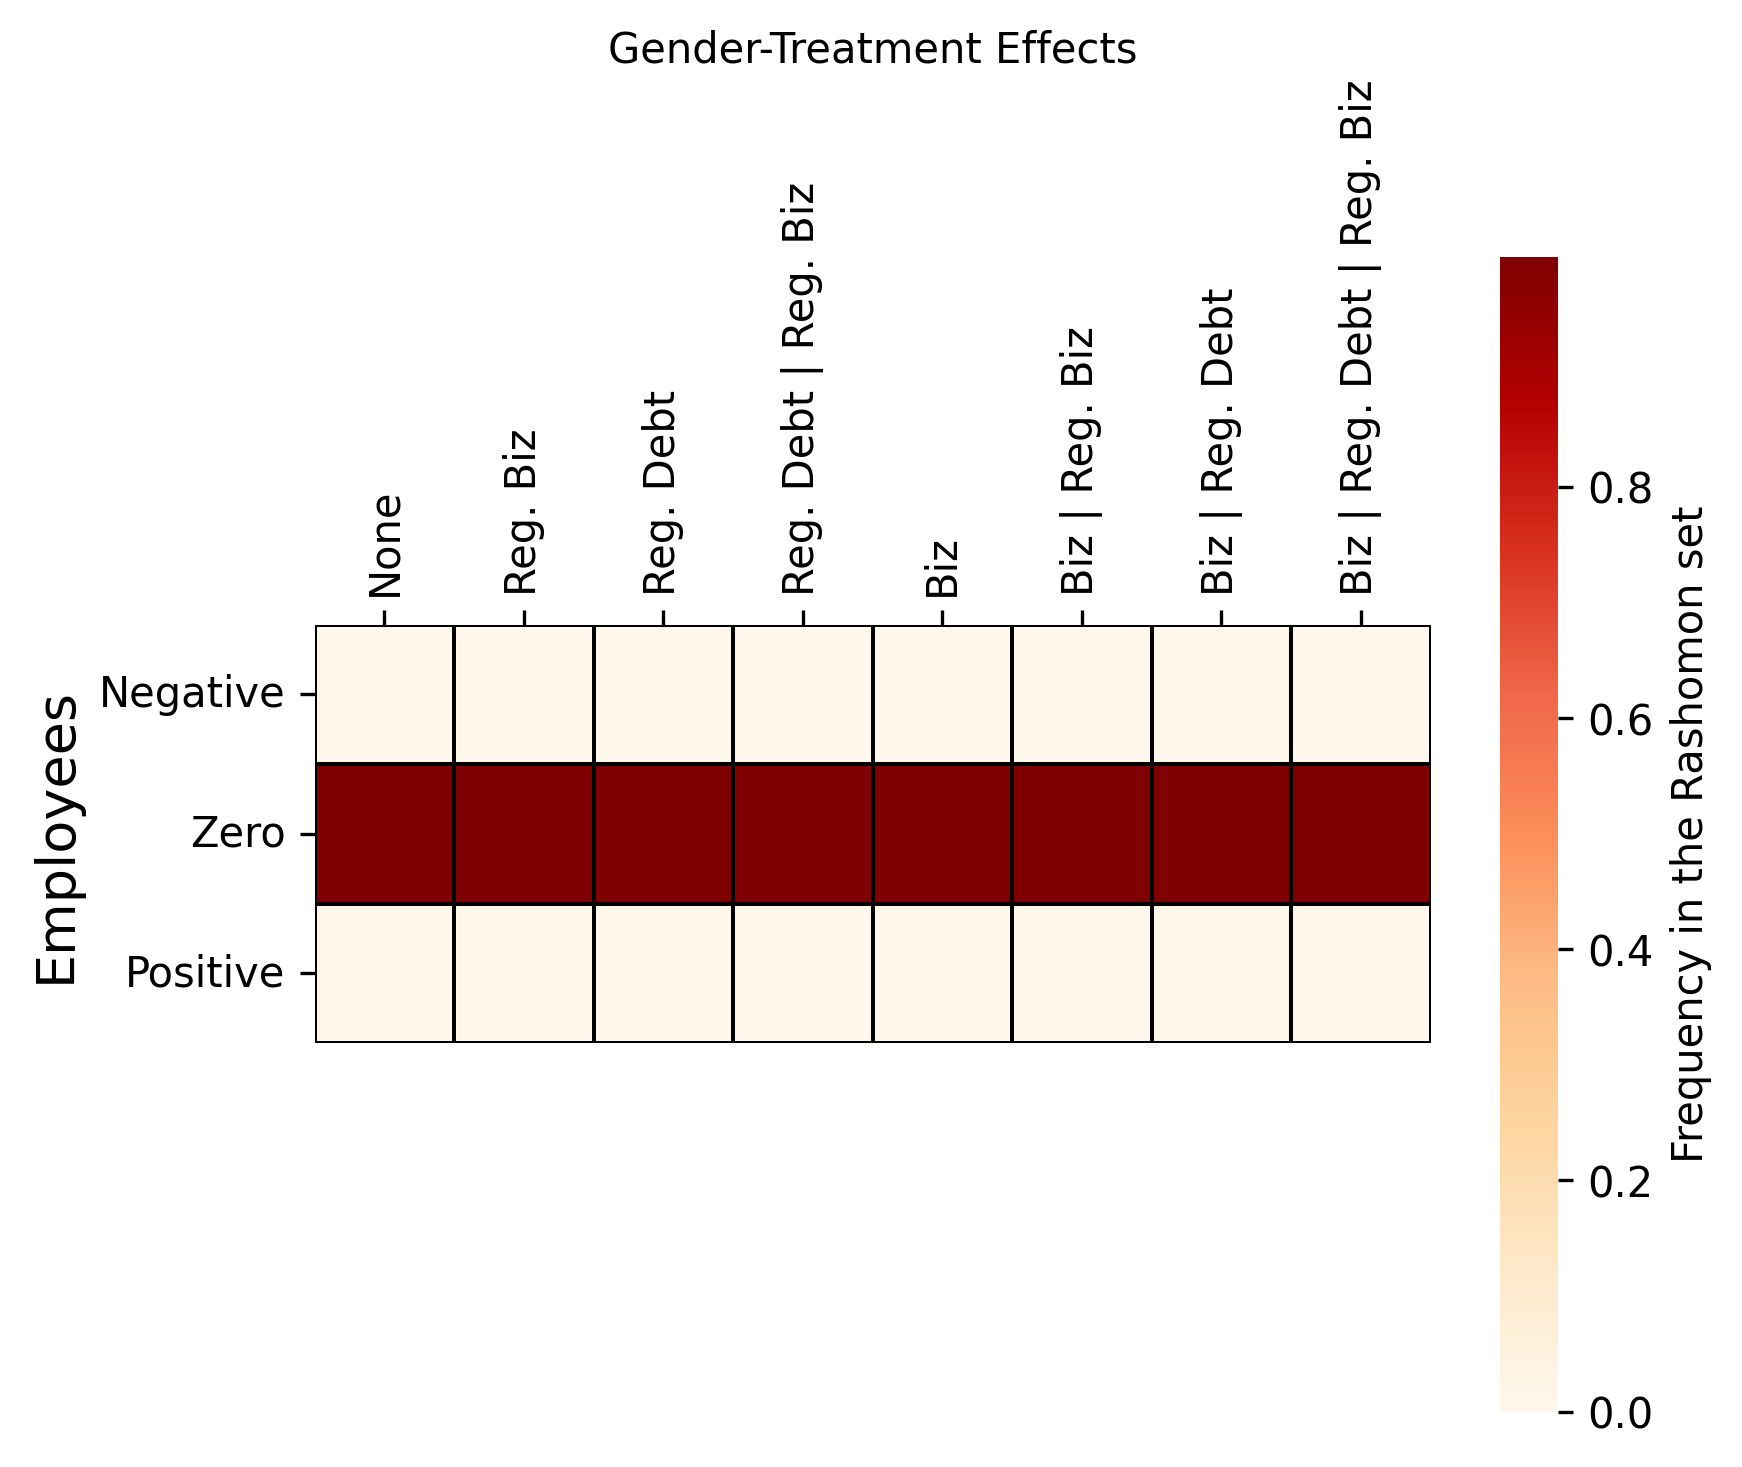 Gender-Treatment Effects
None
Reg. Biz
Reg. Debt
Reg. Debt | Reg. Biz
Biz
Biz | Reg. Biz
Biz | Reg. Debt
Biz | Reg. Debt | Reg. Biz
Employees
Negative
Zero
Positive
0.8
0.6
0.4
0.2
0.0
Frequency in the Rashomon set